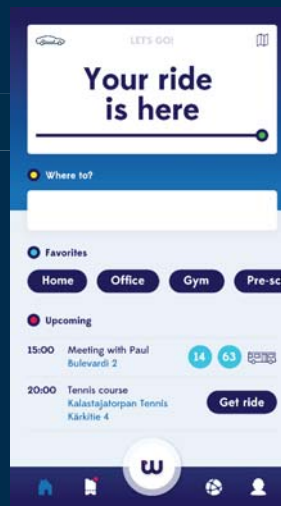 LET'S GO!
Your ride
is here
Where to?
Favorites
Home Office Gym Pre-sc
Upcoming
15:00 Meeting with Paul 14 63
Bulevardi 2
20:00 Tennis course
Kalastajatorpan Tennis Get ride
Kärkitie 4
w